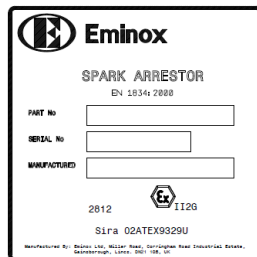 E Eminox
SPARK ARRESTOR
EN 1834: 2000
PART No
SERIAL No
MANUFACTURED
2812 Ex II2G
Sira 02ATEX9329U
Manufactured By: Eminox Ltd, Miller Road, Corringham Road Industrial Estate,
Gainsborough, Lincs. DN21 1QB, UK